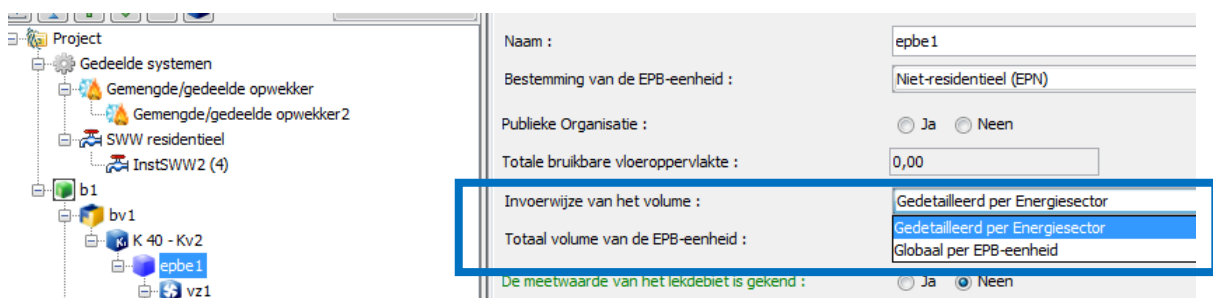 Project
Gedeelde systemen
Gemengde/gedeelde opwekker
Gemengde/gedeelde opwekker2
SWW residentieel
InstSWW2 (4)
b1
bv1
K 40 - Kv2
epbe1
vz1
Naam : epbe1
Bestemming van de EPB-eenheid : Niet-residentieel (EPN)
Publieke Organisatie : Ja Neen
Totale bruikbare vloeroppervlakte : 0,00
Invoerwijze van het volume : Gedetailleerd per Energiesector
Gedetailleerd per Energiesector
Totaal volume van de EPB-eenheid : Globaal per EPB-eenheid
De meetwaarde van het lekdebiet is gekend : Ja Neen